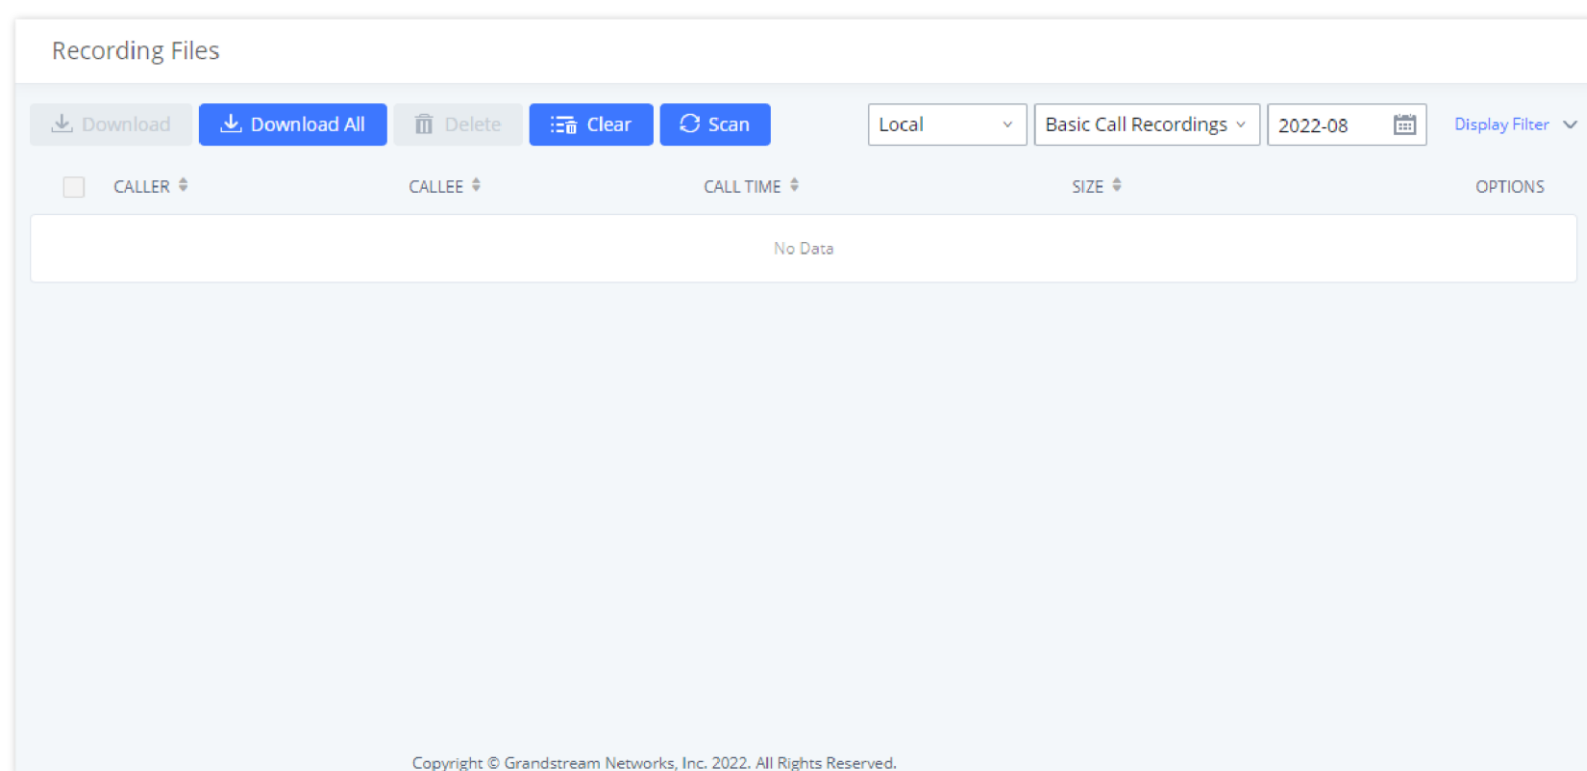 Recording Files
Download Download All Delete Clear Scan Local Basic Call Recordings 2022-08 Display Filter
CALLER CALLEE CALL TIME SIZE OPTIONS
No Data
Copyright © Grandstream Networks, Inc. 2022. All Rights Reserved.